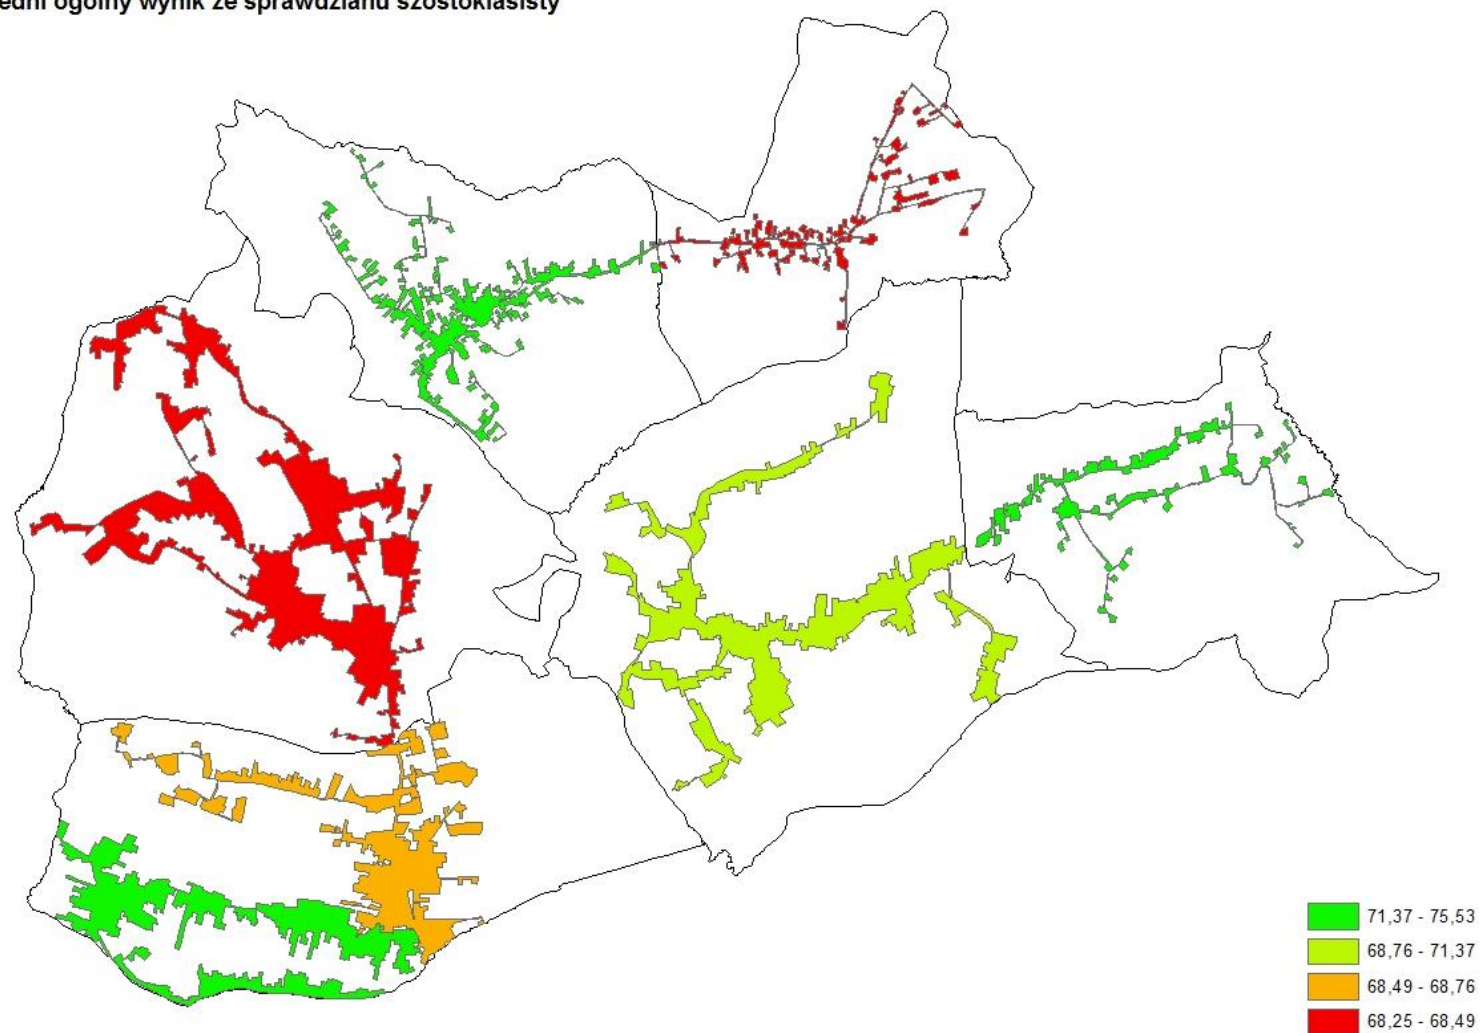 ogólny wynik ze sprawdzianu szóstoklasisty
71,37 - 75,53
68,76 - 71,37
68,49 - 68,76
68,25 - 68,49